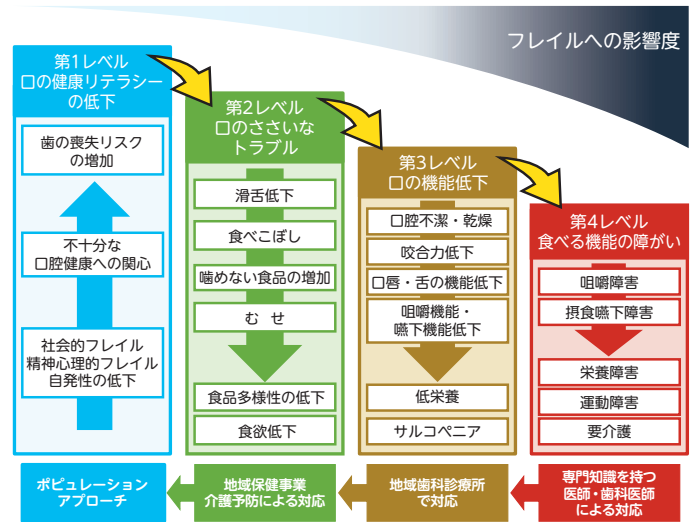 フレイルへの影響度
第1レベル
口の健康リテラシー
の低下
歯の喪失リスク
の増加
不十分な
口腔健康への関心
社会的フレイル
精神心理的フレイル
自発性の低下
ポピュレーション
アプローチ
第2レベル
口のささいな
トラブル
滑舌低下
食べこぼし
噛めない食品の増加
む　せ
食品多様性の低下
食欲低下
地域保健事業
介護予防による対応
第3レベル
口の機能低下
口腔不潔・乾燥
咬合力低下
口唇・舌の機能低下
咀嚼機能・
嚥下機能低下
低栄養
サルコペニア
地域歯科診療所
で対応
第4レベル
食べる機能の障がい
咀嚼障害
摂食嚥下障害
栄養障害
運動障害
要介護
専門知識を持つ
医師・歯科医師
による対応